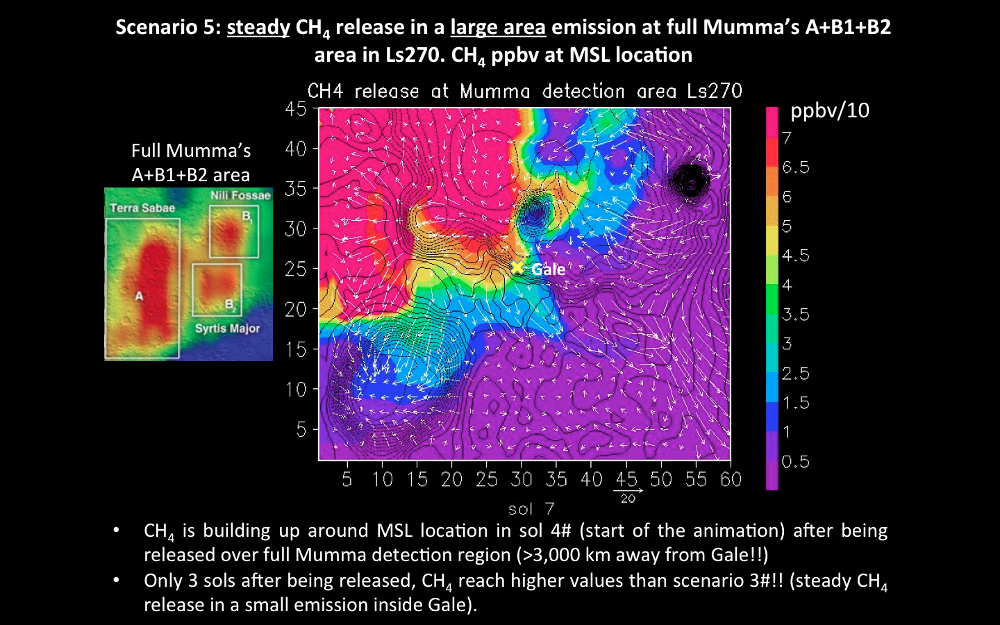 Scenario 5: steady CH4 release in a large area emission at full Mumma's A+B1+B2
area in Ls270. CH4 ppbv at MSL location
CH4 release at Mumma detection area Ls270
ppbv/10
45
40
35
30
25
20
15
10
5
Gale
7
6.5
6
5
4.5
4
3.5
3
2.5
1.5
1
0.5
5 10 15 20 25 30 35 40 45 50 55 60
20
sol 7
Full Mumma's
A+B1+B2 area
Nili Fossae
Terra Sabae
B1
A
B2
Syrtis Major
• CH4 is building up around MSL location in sol 4# (start of the animation) after being
released over full Mumma detection region (>3,000 km away from Gale!!)
• Only 3 sols after being released, CH4 reach higher values than scenario 3#!! (steady CH4
release in a small emission inside Gale).